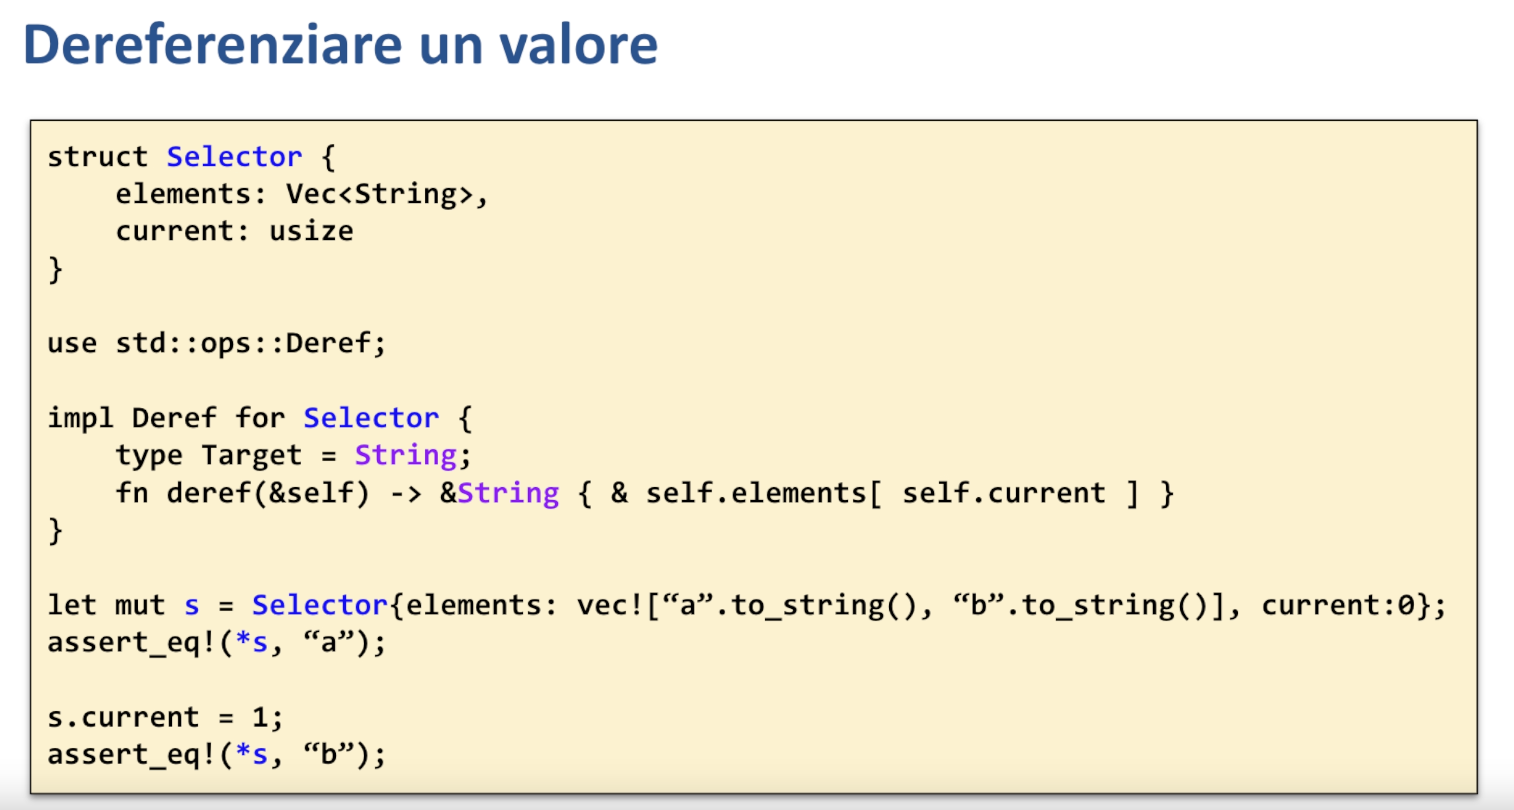 Dereferenziare un valore
struct Selector {
    elements: Vec<String>,
    current: usize
}
use std::ops::Deref;
impl Deref for Selector {
    type Target = String;
    fn deref(&self) -> &String { & self.elements[ self.current ] }
}
let mut s = Selector{elements: vec![“a”.to_string(), “b”.to_string()], current:0};
assert_eq!(*s, “a”);
s.current = 1;
assert_eq!(*s, “b”);